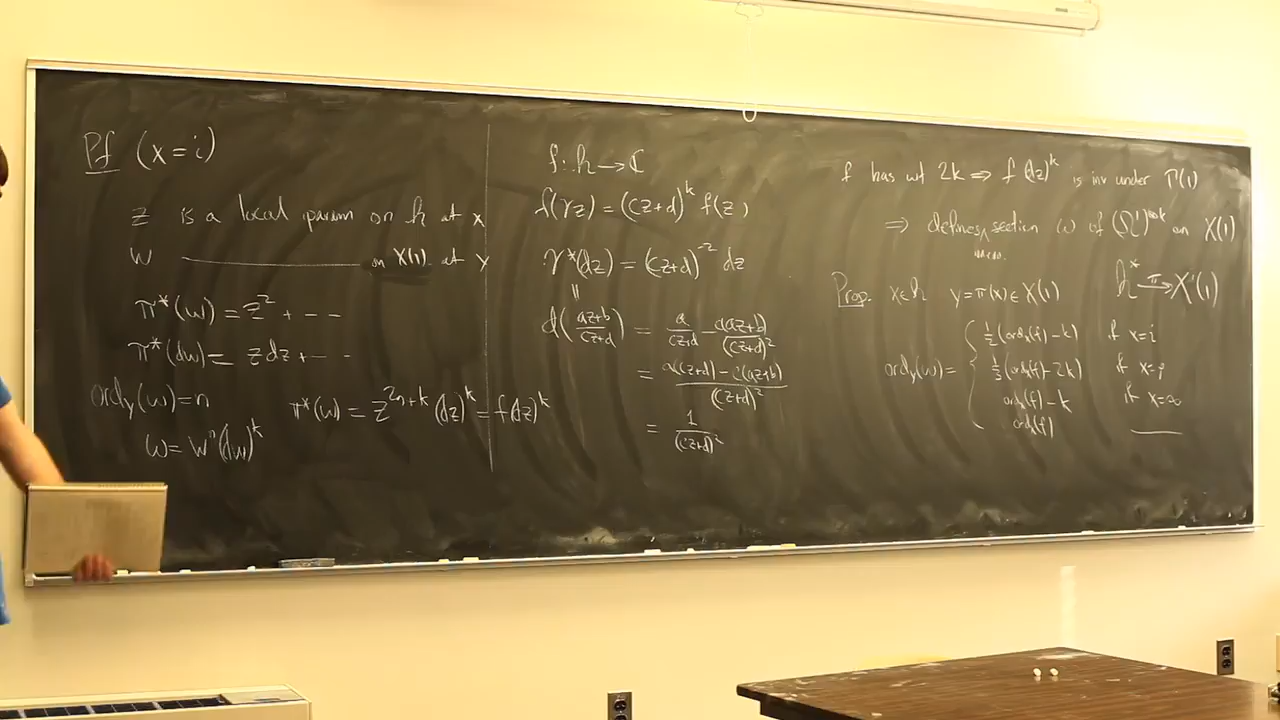 Pf (x=i)
z is a local param on h at x
w ———— on X(1) at y
π*(w) = z² + - -
π*(dw) = z dz + - -
ord_y(ω) = n
ω = wⁿ(dw)^k
π*(ω) = z^{2n+k} (dz)^k = f(dz)^k
f: h → ℂ
f(γz) = (cz+d)^k f(z)
γ*(dz) = (cz+d)^{-2} dz
॥
d((az+b)/(cz+d)) = a/(cz+d) - c(az+b)/(cz+d)²
= (a(cz+d) - c(az+b))/(cz+d)²
= 1/(cz+d)²
f has wt 2k ⇒ f (dz)^k is inv under Γ(1)
⇒ defines section ω of (Ω¹)^{⊗k} on X(1)
mero.
h* —π→ X(1)
Prop. x∈h y=π(x)∈X(1)
ord_y(ω) = {
½(ord_x(f)-k) if x=i
⅓(ord_x(f)-2k) if x=ρ
ord_x(f)-k if x=∞
ord_x(f) ——